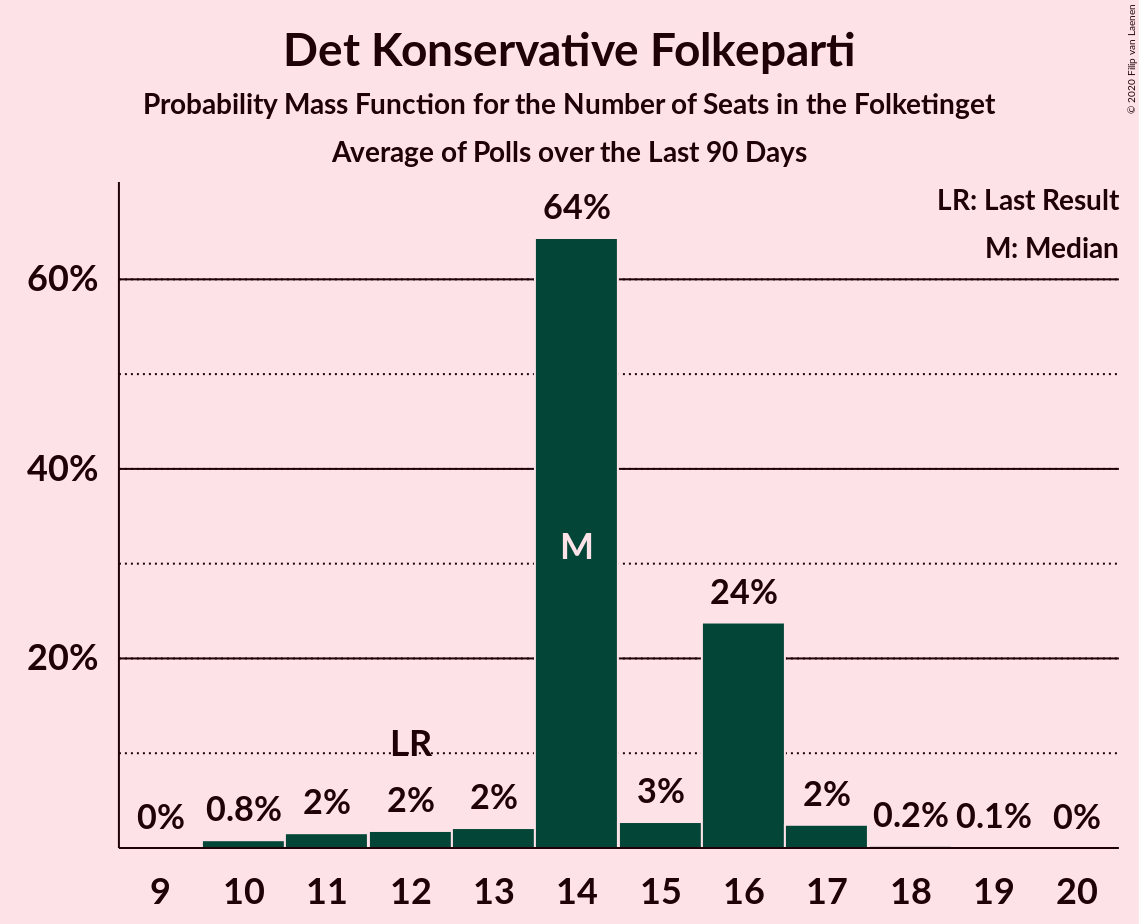 Det Konservative Folkeparti
Probability Mass Function for the Number of Seats in the Folketinget
Average of Polls over the Last 90 Days
© 2020 Filip van Laenen
LR: Last Result
M: Median
60%
40%
20%
0%
0.8%
2%
2%
LR
2%
64%
M
3%
24%
2%
0.2%
0.1%
0%
9 10 11 12 13 14 15 16 17 18 19 20